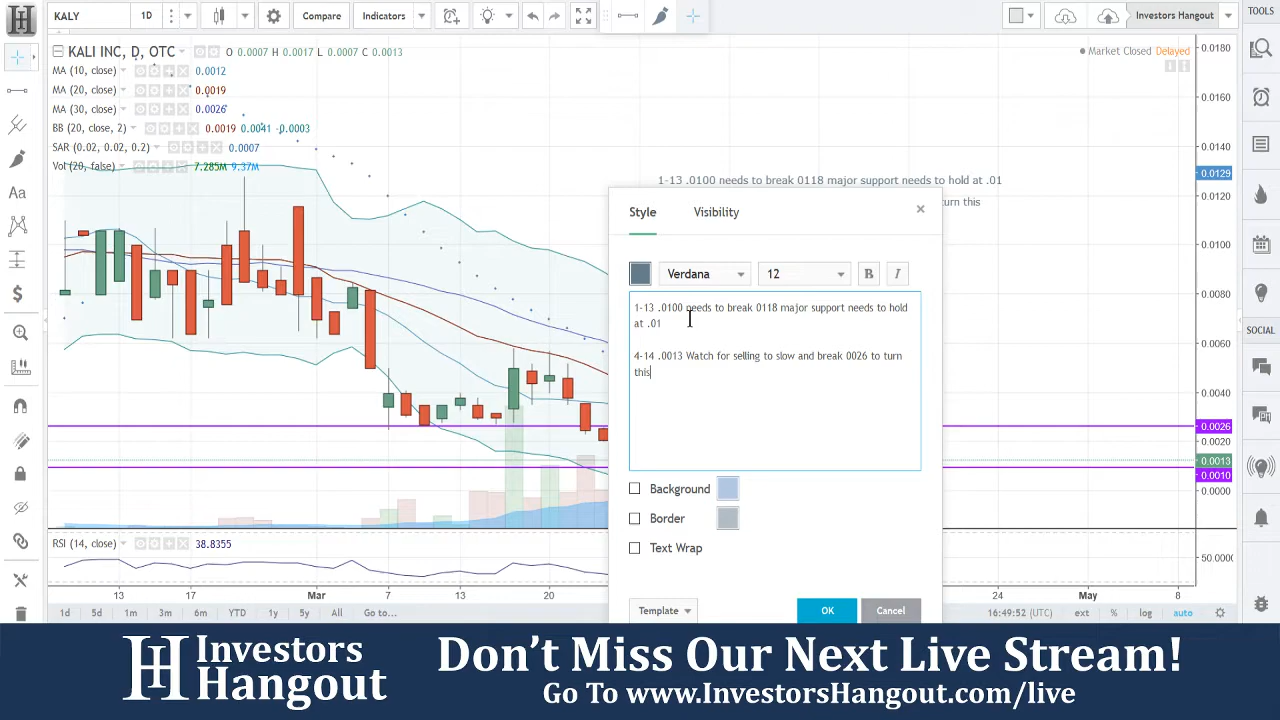 KALY
1D
Compare
Indicators
Investors Hangout
TOOLS
KALI INC, D, OTC
O 0.0007 H 0.0017 L 0.0007 C 0.0013
Market Closed Delayed
MA (10, close)
0.0012
MA (20, close)
0.0019
MA (30, close)
0.0026
BB (20, close, 2)
0.0019 0.0041 -0.0003
SAR (0.02, 0.02, 0.2)
0.0007
Vol (20, false)
7.285M 9.37M
1-13 .0100 needs to break 0118 major support needs to hold at .01
turn this
Style
Visibility
Verdana
12
B
I
1-13 .0100 needs to break 0118 major support needs to hold
at .01
4-14 .0013 Watch for selling to slow and break 0026 to turn
this
Background
Border
Text Wrap
Template
OK
Cancel
0.0180
0.0160
0.0140
0.0129
0.0120
0.0100
0.0080
0.0060
0.0040
0.0026
0.0020
0.0013
0.0010
0.0000
50.0000
Aa
$
SOCIAL
RSI (14, close)
38.8355
13
17
Mar
7
13
20
24
May
8
1d
5d
1m
3m
6m
YTD
1y
5y
All
Go to...
16:49:52 (UTC)
ext
%
log
auto
Investors
Hangout
Don't Miss Our Next Live Stream!
Go To www.InvestorsHangout.com/live